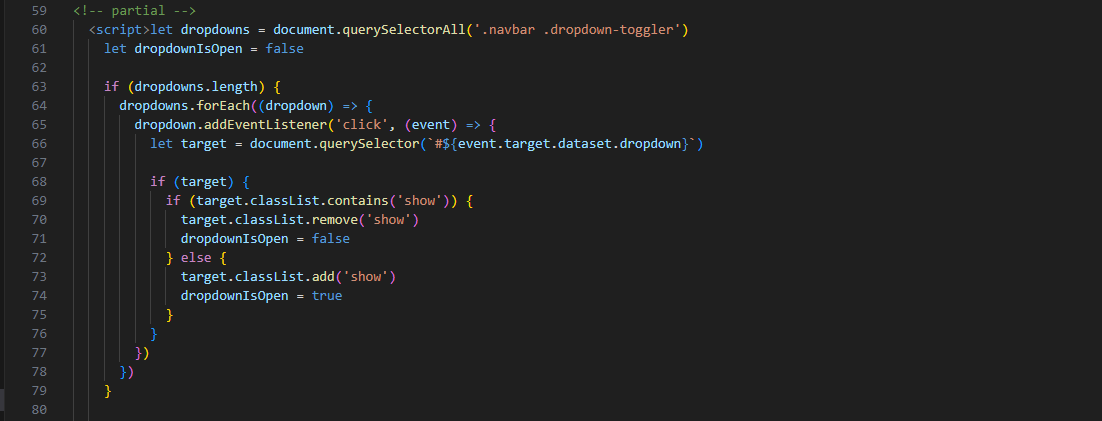 59 <!-- partial -->
60 <script>let dropdowns = document.querySelectorAll('.navbar .dropdown-toggler')
61 let dropdownIsOpen = false
62
63 if (dropdowns.length) {
64 dropdowns.forEach((dropdown) => {
65 dropdown.addEventListener('click', (event) => {
66 let target = document.querySelector(`#${event.target.dataset.dropdown}`)
67
68 if (target) {
69 if (target.classList.contains('show')) {
70 target.classList.remove('show')
71 dropdownIsOpen = false
72 } else {
73 target.classList.add('show')
74 dropdownIsOpen = true
75 }
76 }
77 })
78 })
79 }
80